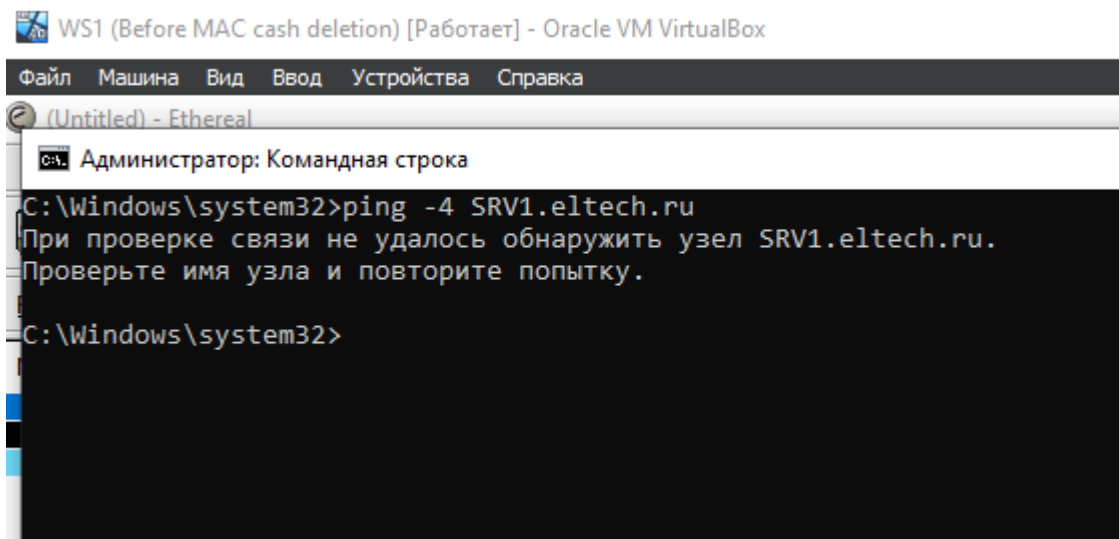 WS1 (Before MAC cash deletion) [Работает] - Oracle VM VirtualBox
Файл Машина Вид Ввод Устройства Справка
(Untitled) - Ethereal
Администратор: Командная строка
C:\Windows\system32>ping -4 SRV1.eltech.ru
При проверке связи не удалось обнаружить узел SRV1.eltech.ru.
Проверьте имя узла и повторите попытку.
C:\Windows\system32>